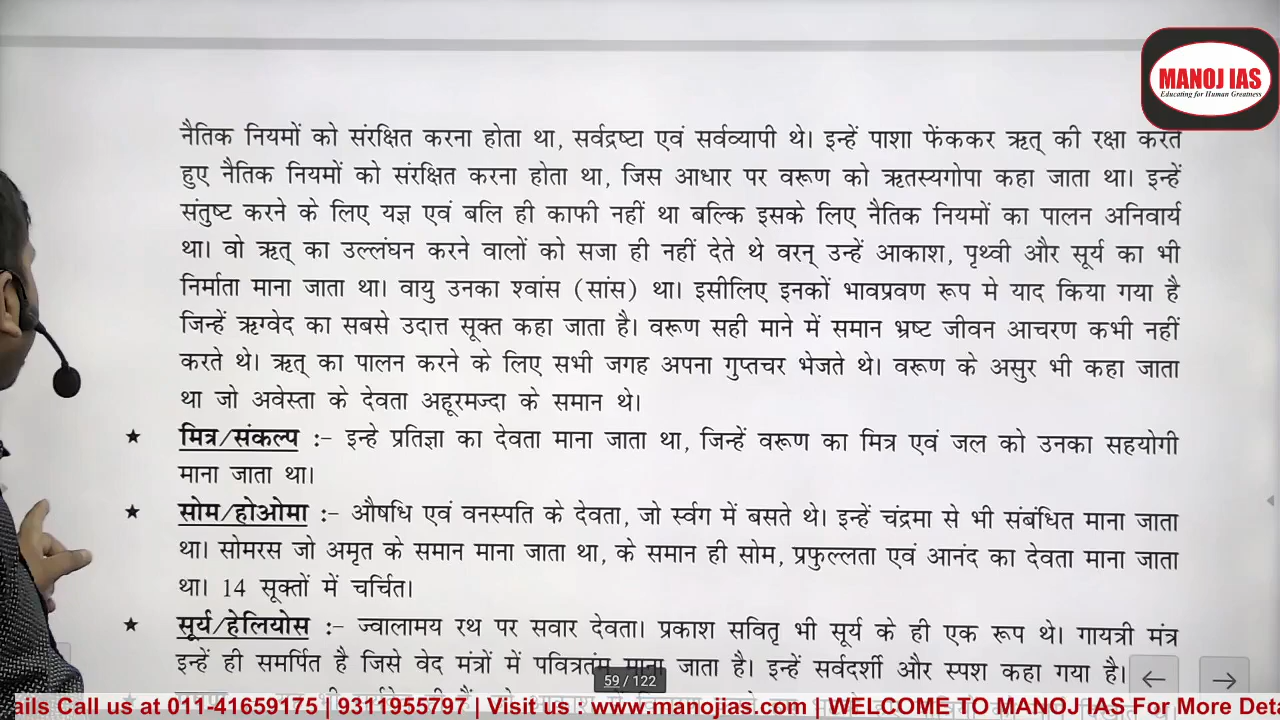 MANOJ IAS
Educating for Human Greatness
नैतिक नियमों को संरक्षित करना होता था, सर्वद्रष्टा एवं सर्वव्यापी थे। इन्हें पाशा फेंककर ऋत् की रक्षा करते
हुए नैतिक नियमों को संरक्षित करना होता था, जिस आधार पर वरूण को ऋतस्यगोपा कहा जाता था। इन्हें
संतुष्ट करने के लिए यज्ञ एवं बलि ही काफी नहीं था बल्कि इसके लिए नैतिक नियमों का पालन अनिवार्य
था। वो ऋत् का उल्लंघन करने वालों को सजा ही नहीं देते थे वरन् उन्हें आकाश, पृथ्वी और सूर्य का भी
निर्माता माना जाता था। वायु उनका श्वांस (सांस) था। इसीलिए इनकों भावप्रवण रूप मे याद किया गया है
जिन्हें ऋग्वेद का सबसे उदात्त सूक्त कहा जाता है। वरूण सही माने में समान भ्रष्ट जीवन आचरण कभी नहीं
करते थे। ऋत् का पालन करने के लिए सभी जगह अपना गुप्तचर भेजते थे। वरूण के असुर भी कहा जाता
था जो अवेस्ता के देवता अहूरमज्दा के समान थे।
★ मित्र/संकल्प :- इन्हे प्रतिज्ञा का देवता माना जाता था, जिन्हें वरूण का मित्र एवं जल को उनका सहयोगी
माना जाता था।
★ सोम/होओमा :- औषधि एवं वनस्पति के देवता, जो र्स्वग में बसते थे। इन्हें चंद्रमा से भी संबंधित माना जाता
था। सोमरस जो अमृत के समान माना जाता था, के समान ही सोम, प्रफुल्लता एवं आनंद का देवता माना जाता
था। 14 सूक्तों में चर्चित।
★ सूर्य/हेलियोस :- ज्वालामय रथ पर सवार देवता। प्रकाश सवितृ भी सूर्य के ही एक रूप थे। गायत्री मंत्र
इन्हें ही समर्पित है जिसे वेद मंत्रों में पवित्रतंम माना जाता है। इन्हें सर्वदर्शी और स्पश कहा गया है।
59 / 122
ails Call us at 011-41659175 | 9311955797 | Visit us : www.manojias.com | WELCOME TO MANOJ IAS For More Deta